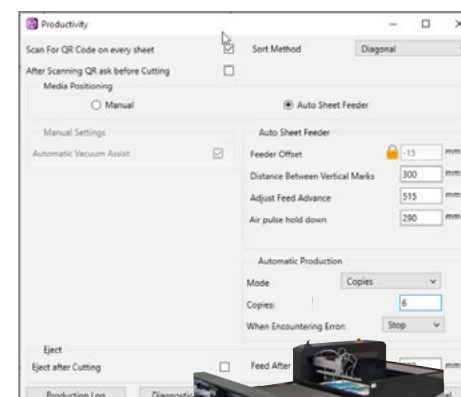 Productivity
Scan For QR Code on every sheet
Sort Method
Diagonal
After Scanning QR ask before Cutting
Media Positioning
Manual
Auto Sheet Feeder
Manual Settings
Automatic Vacuum Assist
Auto Sheet Feeder
Feeder Offset
-15
mm
Distance Between Vertical Marks
300
mm
Adjust Feed Advance
515
mm
Air pulse hold down
290
mm
Automatic Production
Mode
Copies
Copies:
6
When Encountering Error:
Stop
Eject
Eject after Cutting
Feed After
mm
Production Log